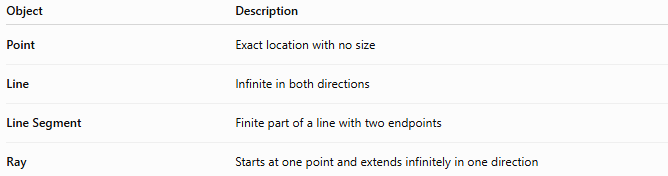 Object Description
Point Exact location with no size
Line Infinite in both directions
Line Segment Finite part of a line with two endpoints
Ray Starts at one point and extends infinitely in one direction